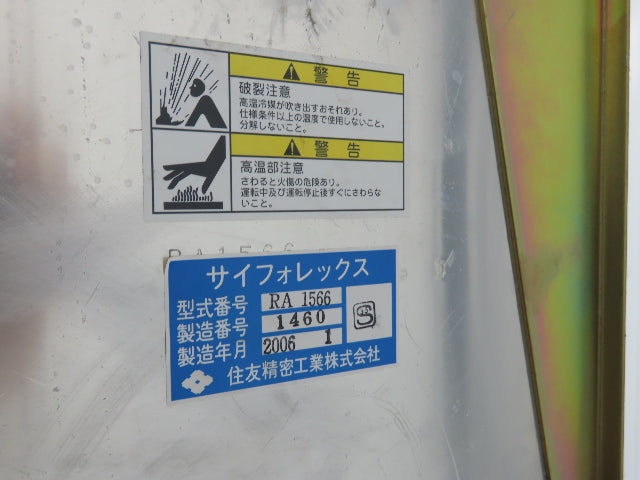 警告
破裂注意
高温冷媒が吹き出すおそれあり。
仕様条件以上の温度で使用しないこと。
分解しないこと。
警告
高温部注意
さわると火傷の危険あり。
運転中及び運転停止後すぐにさわらな
いこと。
RA1566
サイフォレックス
型式番号 RA 1566
製造番号 1460
製造年月 2006 1
S
住友精密工業株式会社